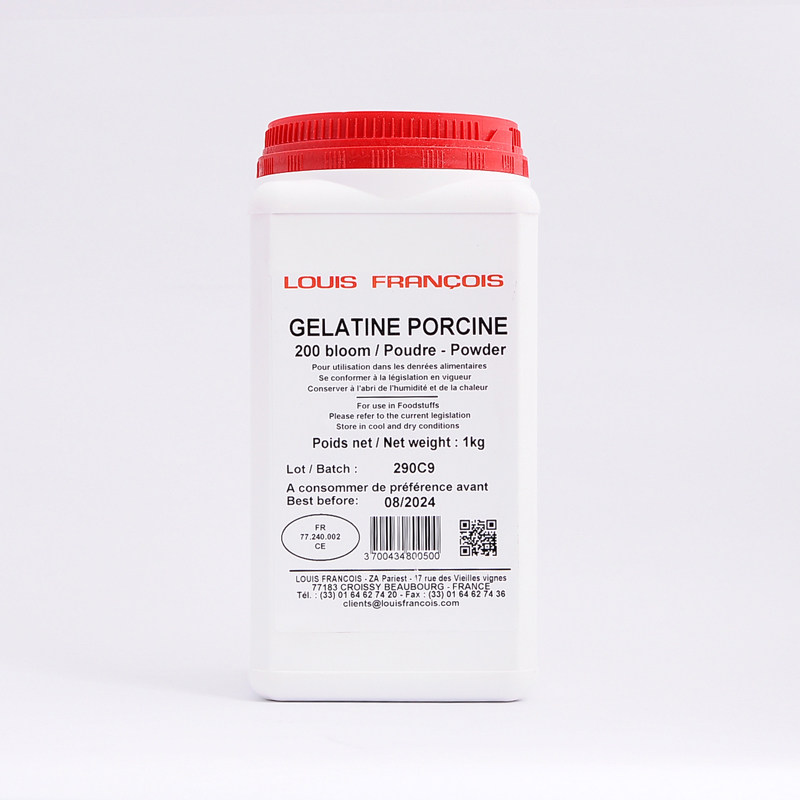 LOUIS FRANÇOIS
GELATINE PORCINE
200 bloom / Poudre - Powder
Pour utilisation dans les denrées alimentaires
Se conformer à la législation en vigueur
Conserver à l'abri de l'humidité et de la chaleur
For use in Foodstuffs
Please refer to the current legislation
Store in cool and dry conditions
Poids net / Net weight : 1kg
Lot / Batch : 290C9
A consommer de préférence avant
Best before: 08/2024
FR
77.240.002
CE
3 700434 800500
LOUIS FRANCOIS - ZA Pariest - 17 rue des Vieilles vignes
77183 CROISSY BEAUBOURG - FRANCE
Tél. : (33) 01 64 62 74 20 - Fax : (33) 01 64 62 74 36
clients@louisfrancois.com